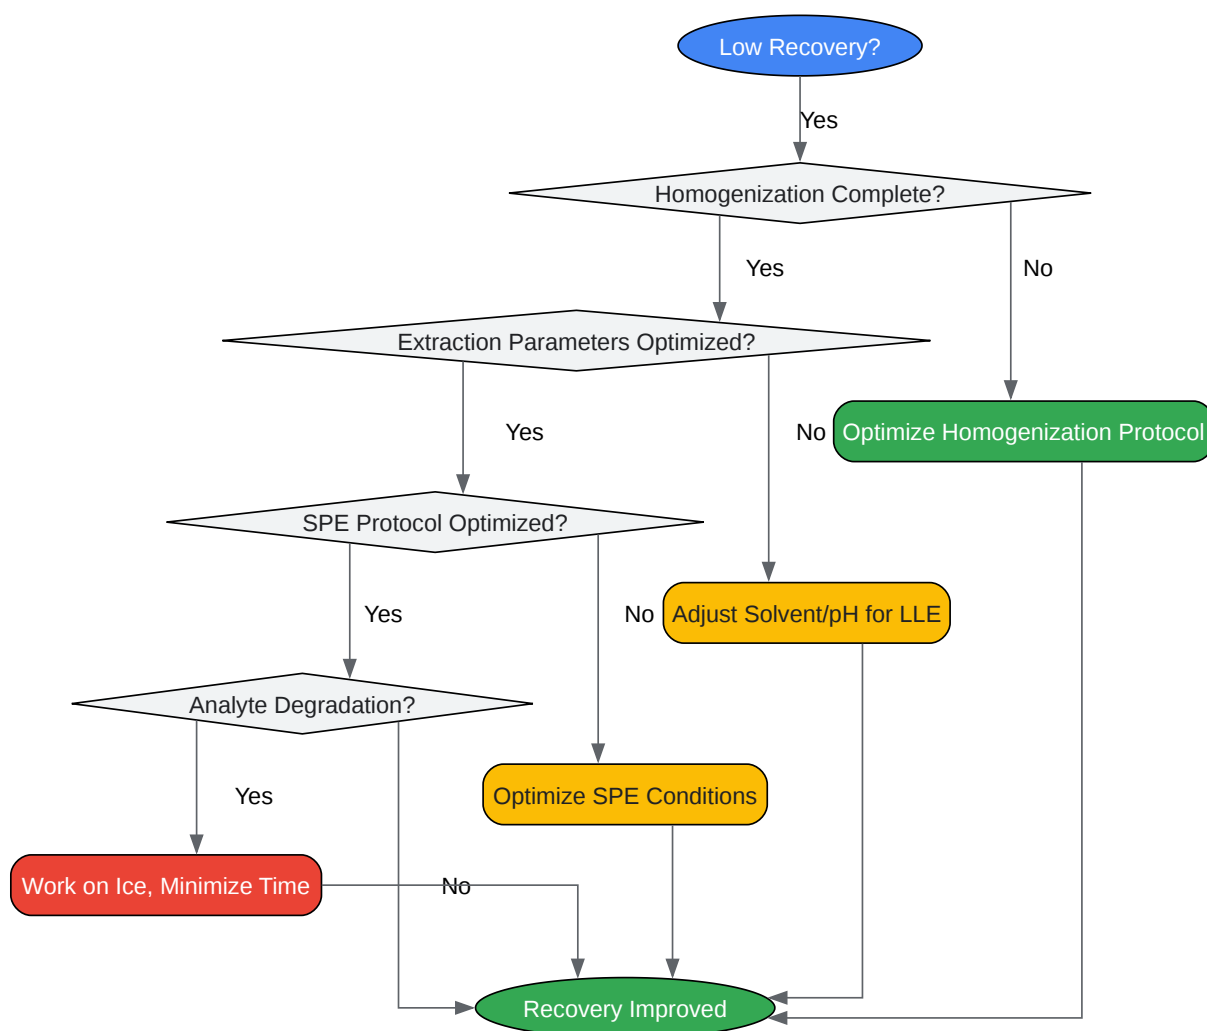 Low Recovery?
Yes
Homogenization Complete?
Yes
No
Extraction Parameters Optimized?
Yes
No
Optimize Homogenization Protocol
SPE Protocol Optimized?
Yes
No
Adjust Solvent/pH for LLE
Analyte Degradation?
Yes
Optimize SPE Conditions
Work on Ice, Minimize Time
No
Recovery Improved